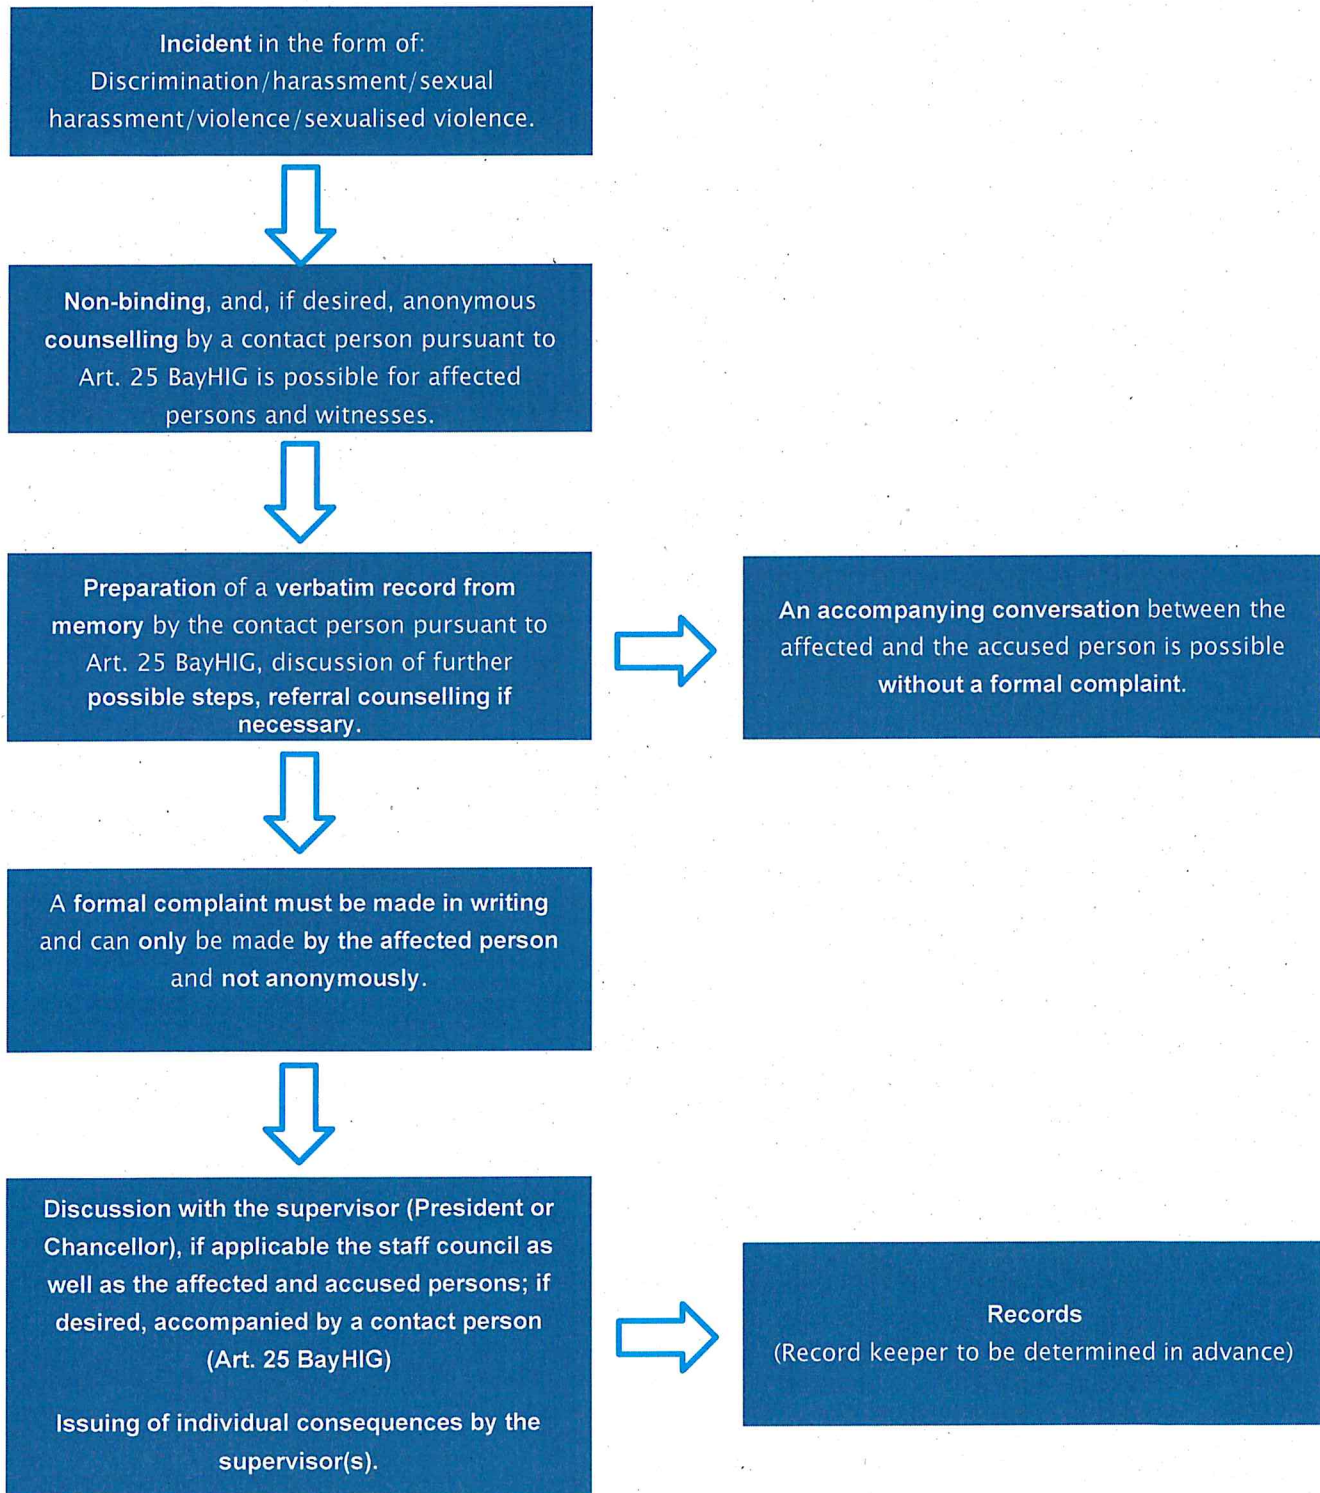 Incident in the form of:
Discrimination/harassment/sexual
harassment/violence/sexualised violence.
Non-binding, and, if desired, anonymous
counselling by a contact person pursuant to
Art. 25 BayHIG is possible for affected
persons and witnesses.
Preparation of a verbatim record from
memory by the contact person pursuant to
Art. 25 BayHIG, discussion of further
possible steps, referral counselling if
necessary.
An accompanying conversation between the
affected and the accused person is possible
without a formal complaint.
A formal complaint must be made in writing
and can only be made by the affected person
and not anonymously.
Discussion with the supervisor (President or
Chancellor), if applicable the staff council as
well as the affected and accused persons; if
desired, accompanied by a contact person
(Art. 25 BayHIG)
Issuing of individual consequences by the
supervisor(s).
Records
(Record keeper to be determined in advance)